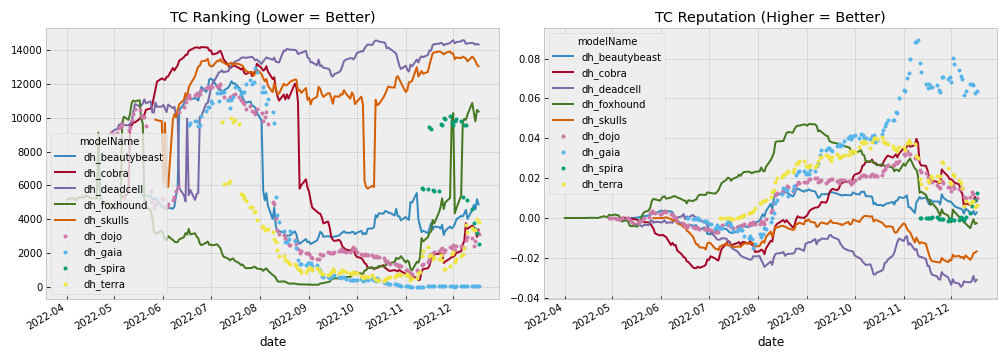 TC Ranking (Lower = Better)
14000
12000
10000
8000
6000
4000
2000
0
modelName
dh_beautybeast
dh_cobra
dh_deadcell
dh_foxhound
dh_skulls
dh_dojo
dh_gaia
dh_spira
dh_terra
2022-04
2022-05
2022-06
2022-07
2022-08
2022-09
2022-10
2022-11
2022-12
date
TC Reputation (Higher = Better)
0.08
0.06
0.04
0.02
0.00
−0.02
−0.04
modelName
dh_beautybeast
dh_cobra
dh_deadcell
dh_foxhound
dh_skulls
dh_dojo
dh_gaia
dh_spira
dh_terra
2022-04
2022-05
2022-06
2022-07
2022-08
2022-09
2022-10
2022-11
2022-12
date